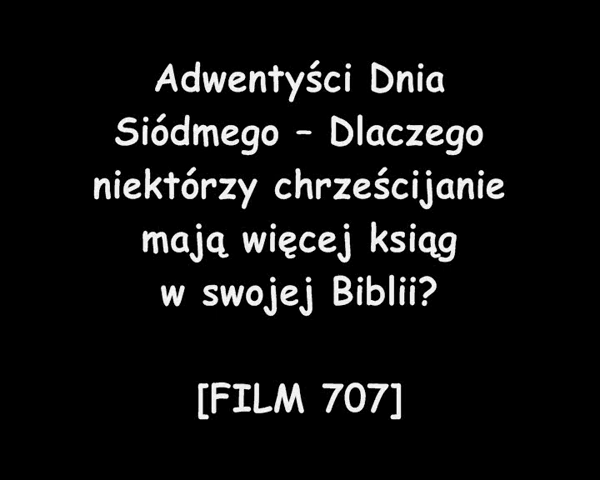 Adwentyści Dnia
Siódmego – Dlaczego
niektórzy chrześcijanie
mają więcej ksiąg
w swojej Biblii?
[FILM 707]